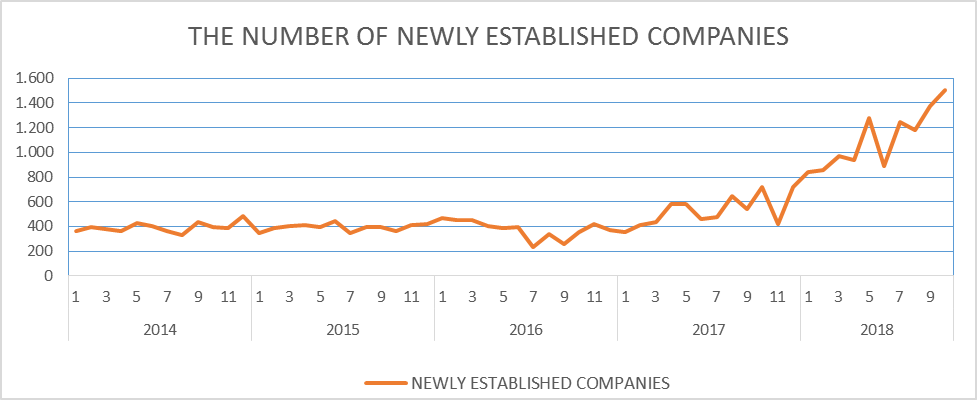 THE NUMBER OF NEWLY ESTABLISHED COMPANIES
1.600
1.400
1.200
1.000
800
600
400
200
0
1 3 5 7 9 11 1 3 5 7 9 11 1 3 5 7 9 11 1 3 5 7 9 11 1 3 5 7 9
2014 2015 2016 2017 2018
NEWLY ESTABLISHED COMPANIES